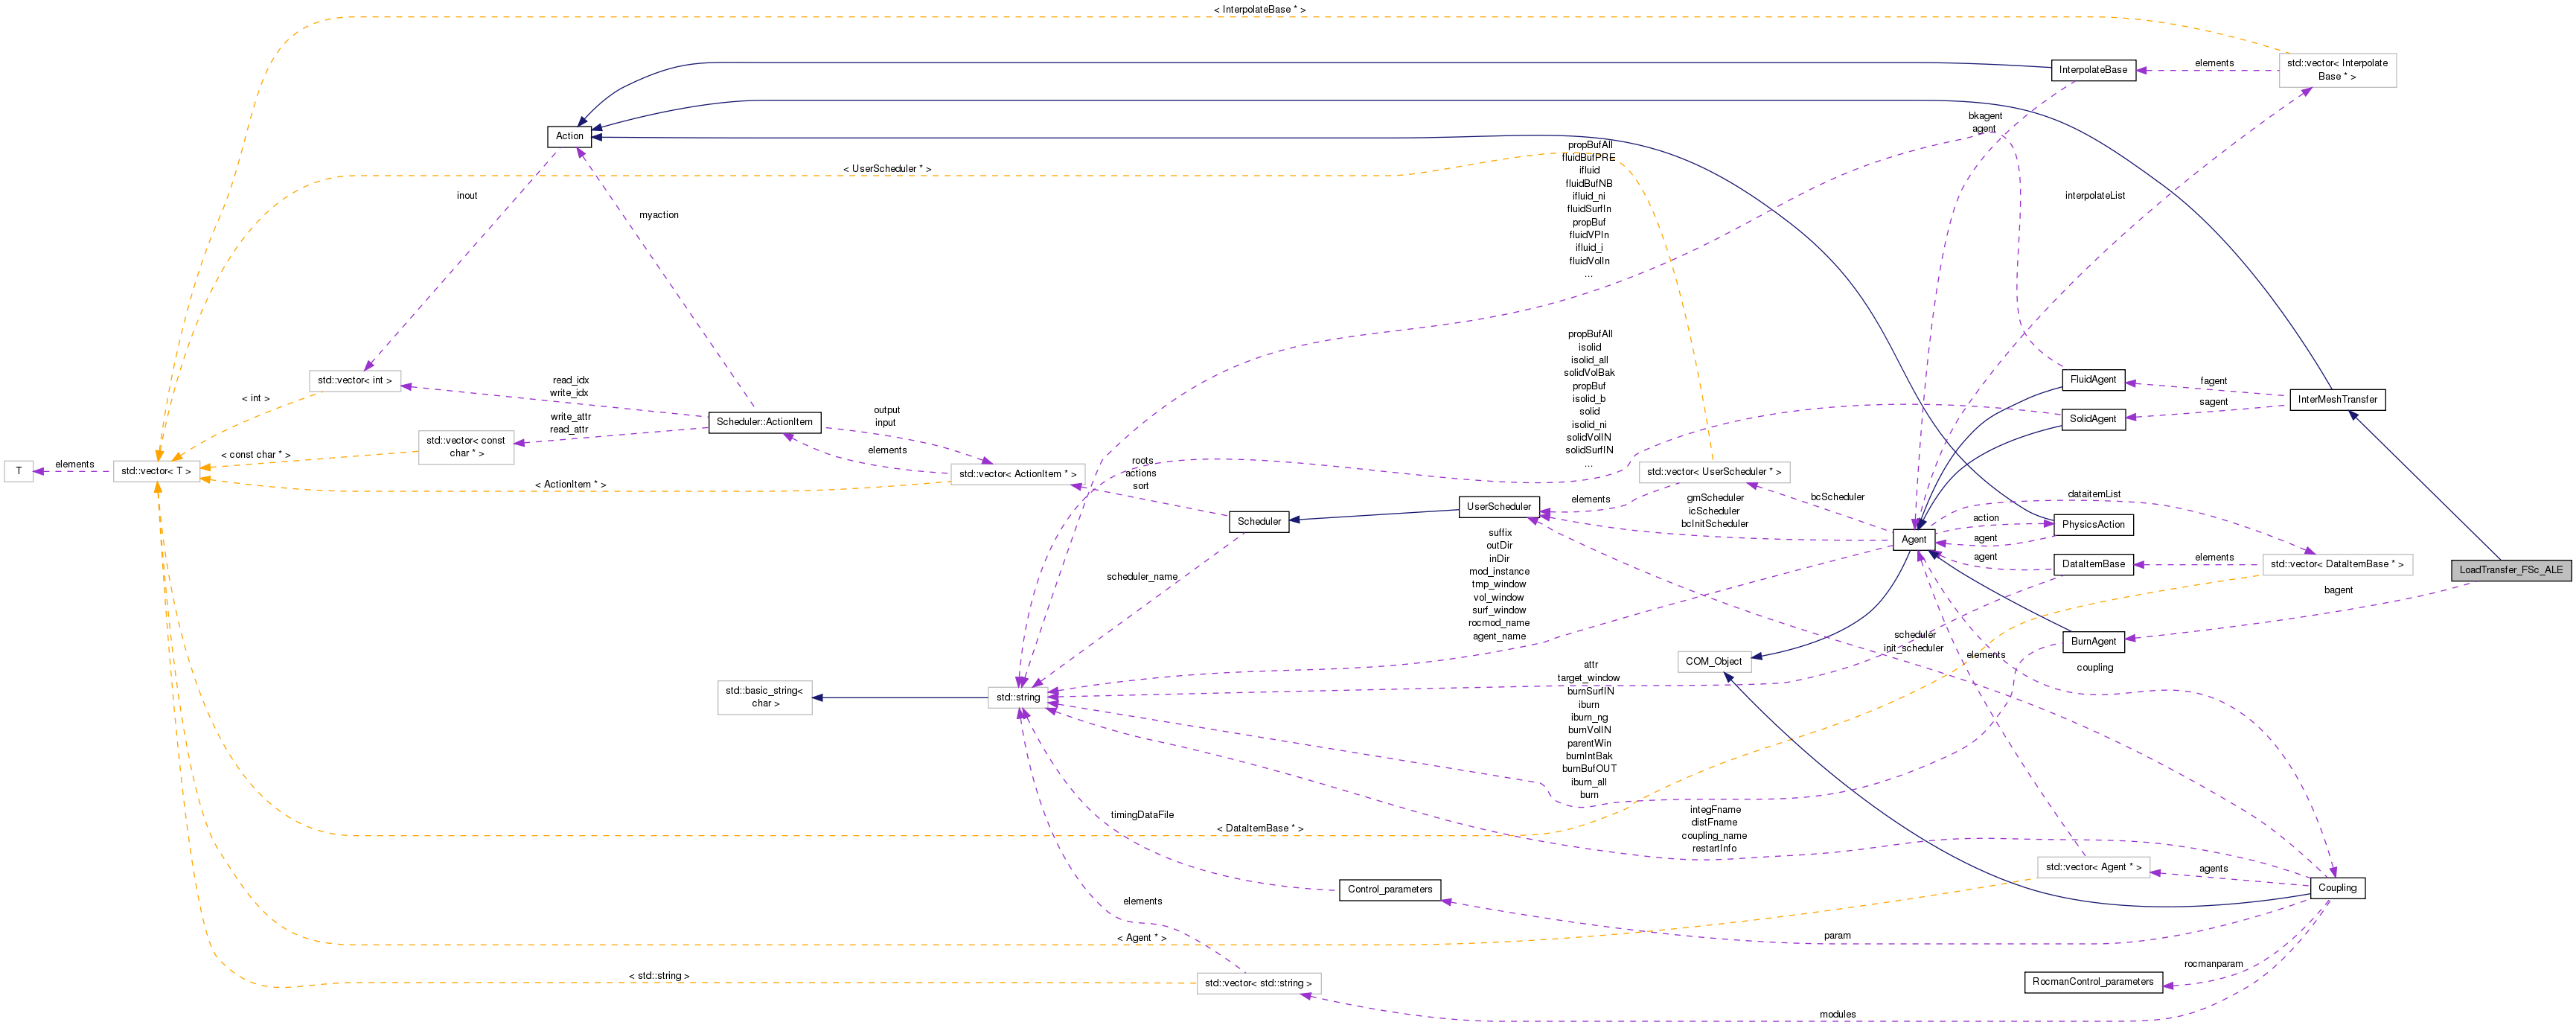 < InterpolateBase * >
std::vector< Interpolate
Base * >
elements
InterpolateBase
bkagent
agent
Action
< UserScheduler * >
inout
myaction
interpolateList
propBufAll
fluidBufPRE
ifluid
fluidBufNB
ifluid_ni
fluidSurfIn
propBuf
fluidVPIn
ifluid_i
fluidVolIn
...
propBufAll
isolid
isolid_all
solidVolBak
propBuf
isolid_b
solid
isolid_ni
solidVolIN
solidSurfIN
...
std::vector< int >
< int >
read_idx
write_idx
write_attr
read_attr
Scheduler::ActionItem
output
input
elements
FluidAgent
fagent
sagent
InterMeshTransfer
SolidAgent
std::vector< const
char * >
< const char * >
T
elements
std::vector< T >
< ActionItem * >
std::vector< ActionItem * >
roots
actions
sort
std::vector< UserScheduler * >
elements
gmScheduler
icScheduler
bcInitScheduler
bcScheduler
UserScheduler
Scheduler
dataitemList
action
agent
PhysicsAction
Agent
agent
DataItemBase
elements
std::vector< DataItemBase * >
LoadTransfer_FSc_ALE
bagent
scheduler_name
suffix
outDir
inDir
mod_instance
tmp_window
vol_window
surf_window
rocmod_name
agent_name
BurnAgent
scheduler
init_scheduler
elements
coupling
COM_Object
std::basic_string<
char >
std::string
attr
target_window
burnSurfIN
iburn
iburn_ng
burnVolIN
parentWin
burnIntBak
burnBufOUT
iburn_all
burn
timingDataFile
< DataItemBase * >
integFname
distFname
coupling_name
restartInfo
std::vector< Agent * >
agents
Coupling
Control_parameters
elements
< Agent * >
param
rocmanparam
< std::string >
std::vector< std::string >
RocmanControl_parameters
modules